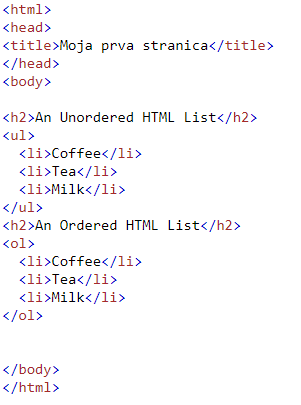 <html>
<head>
<title>Moja prva stranica</title>
</head>
<body>

<h2>An Unordered HTML List</h2>
<ul>
  <li>Coffee</li>
  <li>Tea</li>
  <li>Milk</li>
</ul>
<h2>An Ordered HTML List</h2>
<ol>
  <li>Coffee</li>
  <li>Tea</li>
  <li>Milk</li>
</ol>


</body>
</html>